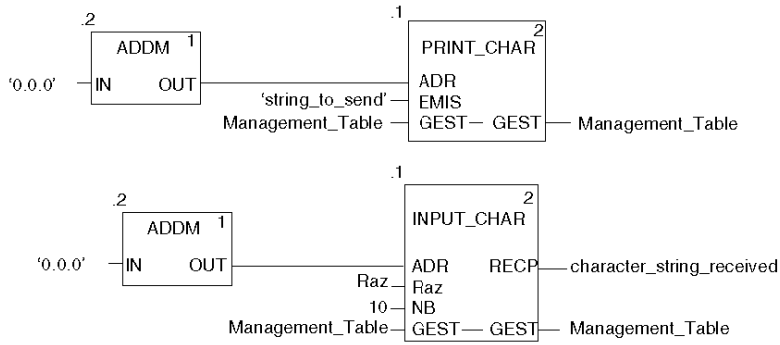 .2 .1
ADDM 1 2
PRINT_CHAR
'0.0.0' IN OUT ADR
'string_to_send' EMIS
Management_Table GEST GEST Management_Table
.2 .1
ADDM 1 2
INPUT_CHAR
'0.0.0' IN OUT ADR RECP character_string_received
Raz Raz
10 NB
Management_Table GEST GEST Management_Table